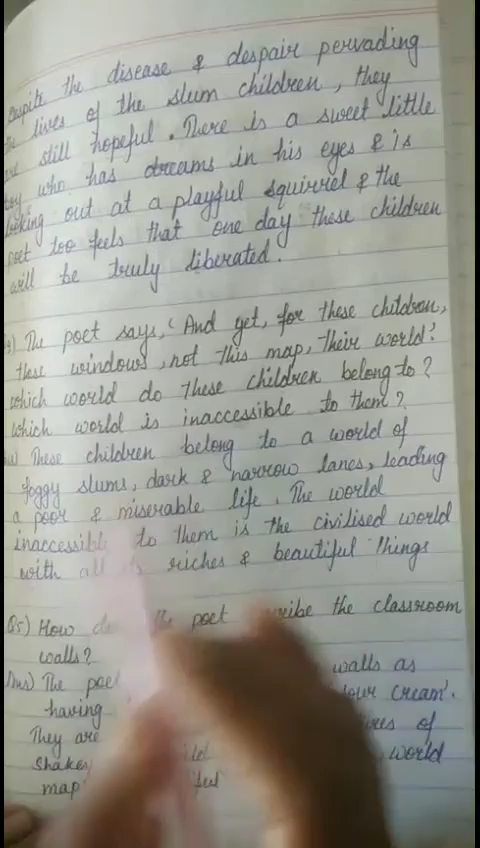 Despite the disease & despair pervading
the lives of the slum children, they
are still hopeful. There is a sweet little
boy who has dreams in his eyes & is
looking out at a playful squirrel & the
poet too feels that one day these children
will be truly liberated.
The poet says, 'And yet, for these children,
these windows, not this map, their world'.
which world do these children belong to?
which world is inaccessible to them?
These children belong to a world of
foggy slums, dark & narrow lanes, leading
a poor & miserable life. The world
inaccessible to them is the civilised world
with all riches & beautiful things
Q5) How the poet the classroom
walls?
Ans) The walls as
having sour cream'.
They are of
Shakes world
map